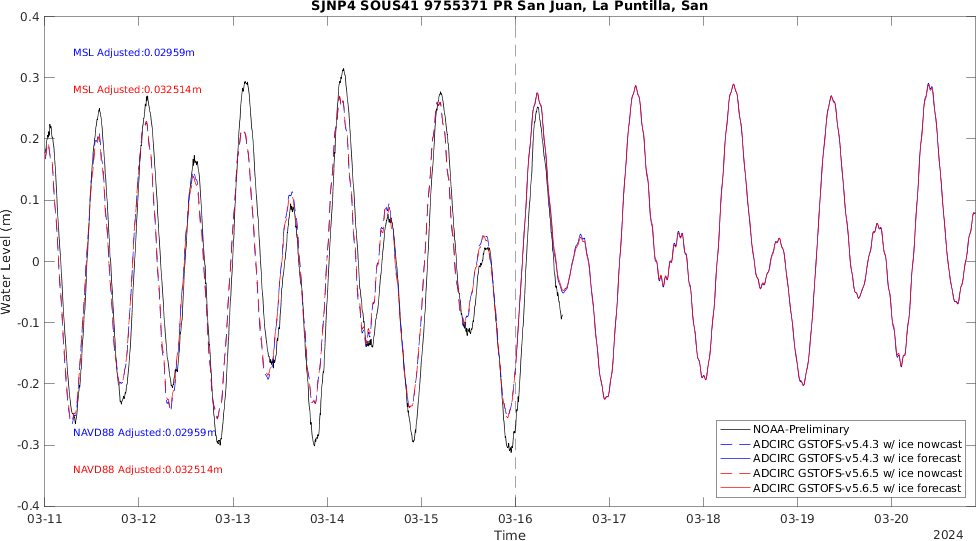 SJNP4 SOUS41 9755371 PR San Juan, La Puntilla, San
0.4
0.3
0.2
0.1
0
-0.1
-0.2
-0.3
-0.4
Water Level (m)
MSL Adjusted:0.02959m
MSL Adjusted:0.032514m
NAVD88 Adjusted:0.02959m
NAVD88 Adjusted:0.032514m
NOAA-Preliminary
ADCIRC GSTOFS-v5.4.3 w/ ice nowcast
ADCIRC GSTOFS-v5.4.3 w/ ice forecast
ADCIRC GSTOFS-v5.6.5 w/ ice nowcast
ADCIRC GSTOFS-v5.6.5 w/ ice forecast
03-11 03-12 03-13 03-14 03-15 03-16 03-17 03-18 03-19 03-20
Time
2024